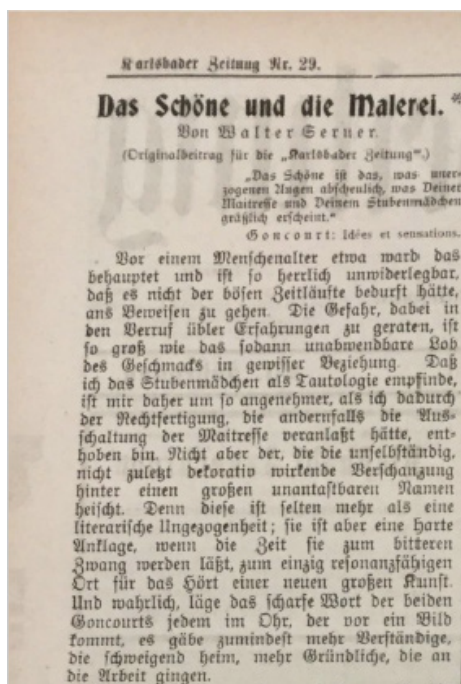 Karlsbader Zeitung Nr. 29.
Das Schöne und die Malerei.
Von Walter Serner.
(Originalbeitrag für die „Karlsbader Zeitung“.)
„Das Schöne ist das, was uner-
zogenen Augen abscheulich, was Deiner
Maitresse und Deinem Stubenmädchen
gräßlich erscheint.“
Goncourt: Idées et sensations.
Vor einem Menschenalter etwa ward das
behauptet und ist so herrlich unwiderlegbar,
daß es nicht der bösen Zeitläufte bedurft hätte,
ans Beweisen zu gehen. Die Gefahr, dabei in
den Verruf übler Erfahrungen zu geraten, ist
so groß wie das sodann unabwendbare Lob
des Geschmacks in gewisser Beziehung. Daß
ich das Stubenmädchen als Tautologie empfinde,
ist mir daher um so angenehmer, als ich dadurch
der Rechtfertigung, die andernfalls die Aus-
schaltung der Maitresse veranlaßt hätte, ent-
hoben bin. Nicht aber der, die die unselbständig,
nicht zuletzt dekorativ wirkende Verschanzung
hinter einen großen unantastbaren Namen
heischt. Denn diese ist selten mehr als eine
literarische Ungezogenheit; sie ist aber eine harte
Anklage, wenn die Zeit sie zum bitteren
Zwang werden läßt, zum einzig resonanzfähigen
Ort für das Hört einer neuen großen Kunst.
Und wahrlich, läge das scharfe Wort der beiden
Goncourts jedem im Ohr, der vor ein Bild
kommt, es gäbe zumindest mehr Verständige,
die schweigend heim, mehr Gründliche, die an
die Arbeit gingen.